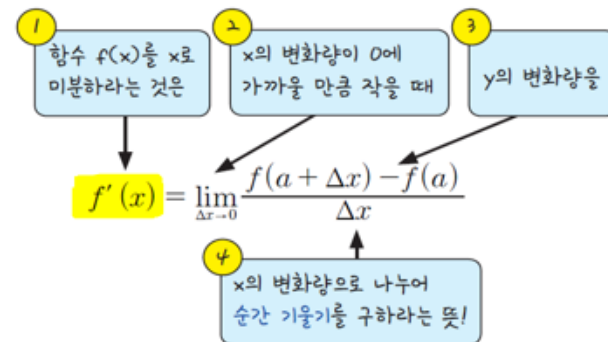 1
함수 f(x)를 x로
미분하라는 것은
2
x의 변화량이 0에
가까울 만큼 작을 때
3
y의 변화량을
f'(x) = lim Δx→0 f(a + Δx) − f(a) / Δx
4
x의 변화량으로 나누어
순간 기울기를 구하라는 뜻!